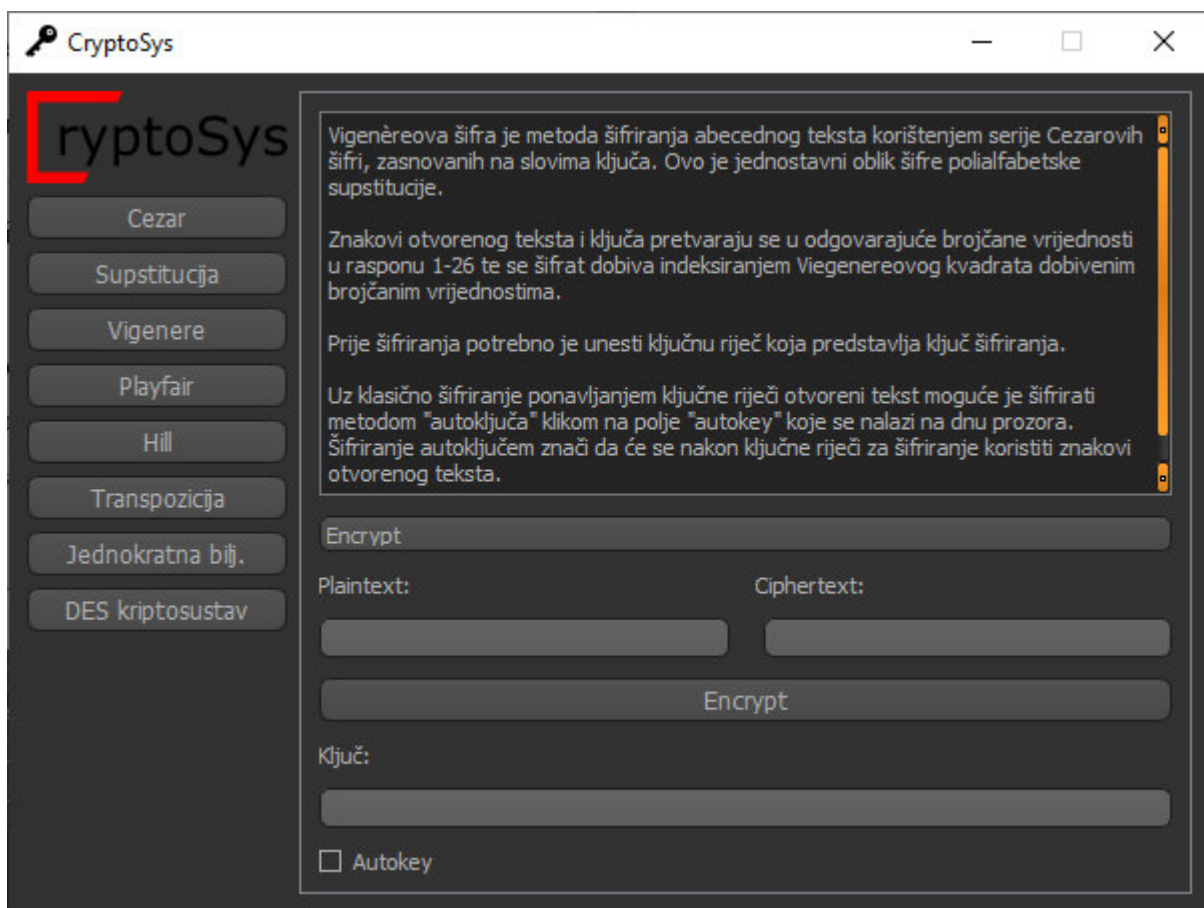 CryptoSys
CryptoSys
Cezar
Supstitucija
Vigenere
Playfair
Hill
Transpozicija
Jednokratna bilj.
DES kriptosustav
Vigenèreova šifra je metoda šifriranja abecednog teksta korištenjem serije Cezarovih
šifri, zasnovanih na slovima ključa. Ovo je jednostavni oblik šifre polialfabetske
supstitucije.
Znakovi otvorenog teksta i ključa pretvaraju se u odgovarajuće brojčane vrijednosti
u rasponu 1-26 te se šifrat dobiva indeksiranjem Viegenereovog kvadrata dobivenim
brojčanim vrijednostima.
Prije šifriranja potrebno je unesti ključnu riječ koja predstavlja ključ šifriranja.
Uz klasično šifriranje ponavljanjem ključne riječi otvoreni tekst moguće je šifrirati
metodom "autoključa" klikom na polje "autokey" koje se nalazi na dnu prozora.
Šifriranje autoključem znači da će se nakon ključne riječi za šifriranje koristiti znakovi
otvorenog teksta.
Encrypt
Plaintext:
Ciphertext:
Encrypt
Ključ:
Autokey